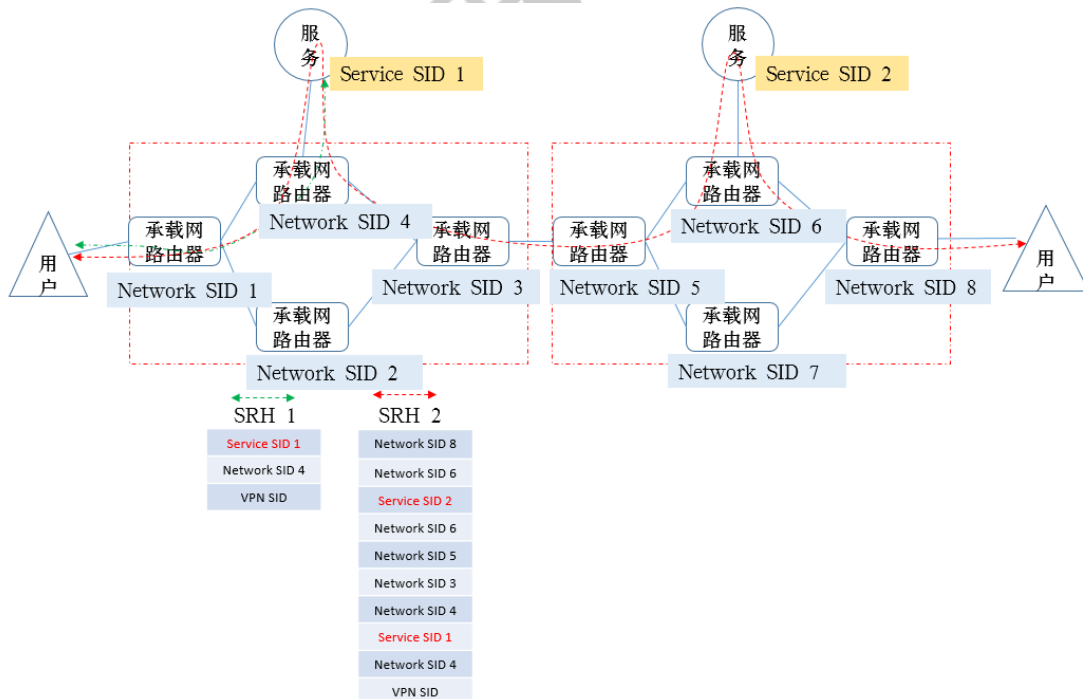 服
务
Service SID 1
服
务
Service SID 2
承载网
路由器
Network SID 4
承载网
路由器
Network SID 6
用
户
承载网
路由器
Network SID 1
承载网
路由器
Network SID 3
承载网
路由器
Network SID 5
承载网
路由器
Network SID 8
用
户
承载网
路由器
Network SID 2
承载网
路由器
Network SID 7
SRH 1
Service SID 1
Network SID 4
VPN SID
SRH 2
Network SID 8
Network SID 6
Service SID 2
Network SID 6
Network SID 5
Network SID 3
Network SID 4
Service SID 1
Network SID 4
VPN SID